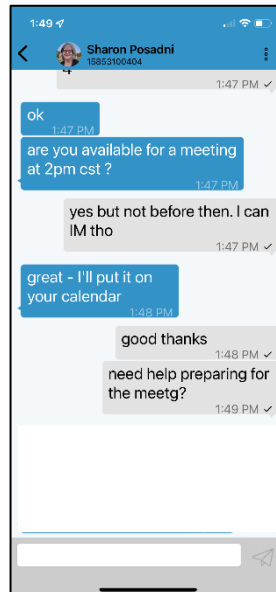 1:49
Sharon Posadni
15853100404
4
1:47 PM ✓
ok
1:47 PM
are you available for a meeting
at 2pm cst ?
1:47 PM
yes but not before then. I can
IM tho
1:47 PM ✓
great - I'll put it on
your calendar
1:48 PM
good thanks
1:48 PM ✓
need help preparing for
the meetg?
1:49 PM ✓